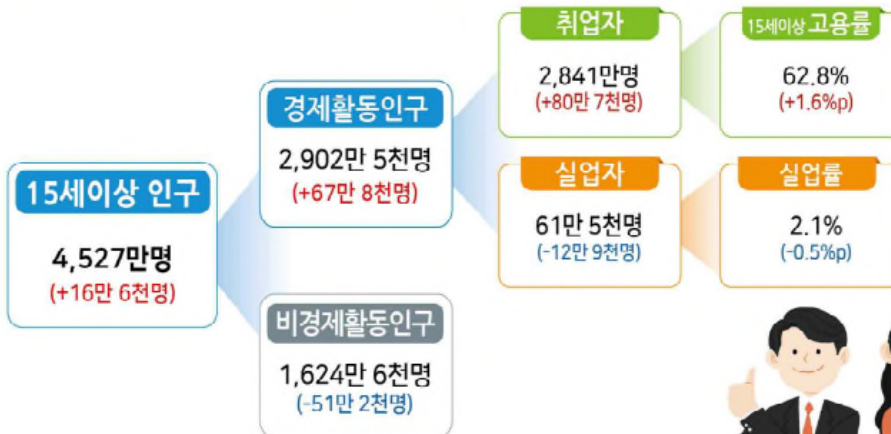 15세이상 인구
4,527만명
(+16만 6천명)
경제활동인구
2,902만 5천명
(+67만 8천명)
비경제활동인구
1,624만 6천명
(-51만 2천명)
취업자
2,841만명
(+80만 7천명)
15세이상 고용률
62.8%
(+1.6%p)
실업자
61만 5천명
(-12만 9천명)
실업률
2.1%
(-0.5%p)